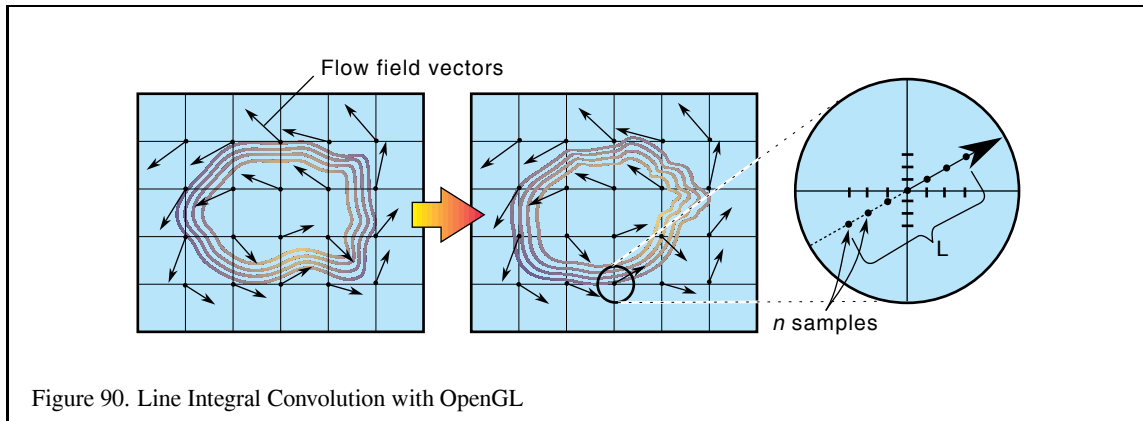 Flow field vectors
L
n samples
Figure 90. Line Integral Convolution with OpenGL